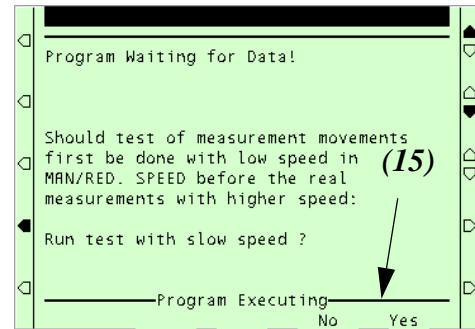 Program Waiting for Data!
Should test of measurement movements
first be done with low speed in
MAN/RED. SPEED before the real
measurements with higher speed:
(15)
Run test with slow speed ?
Program Executing
No Yes